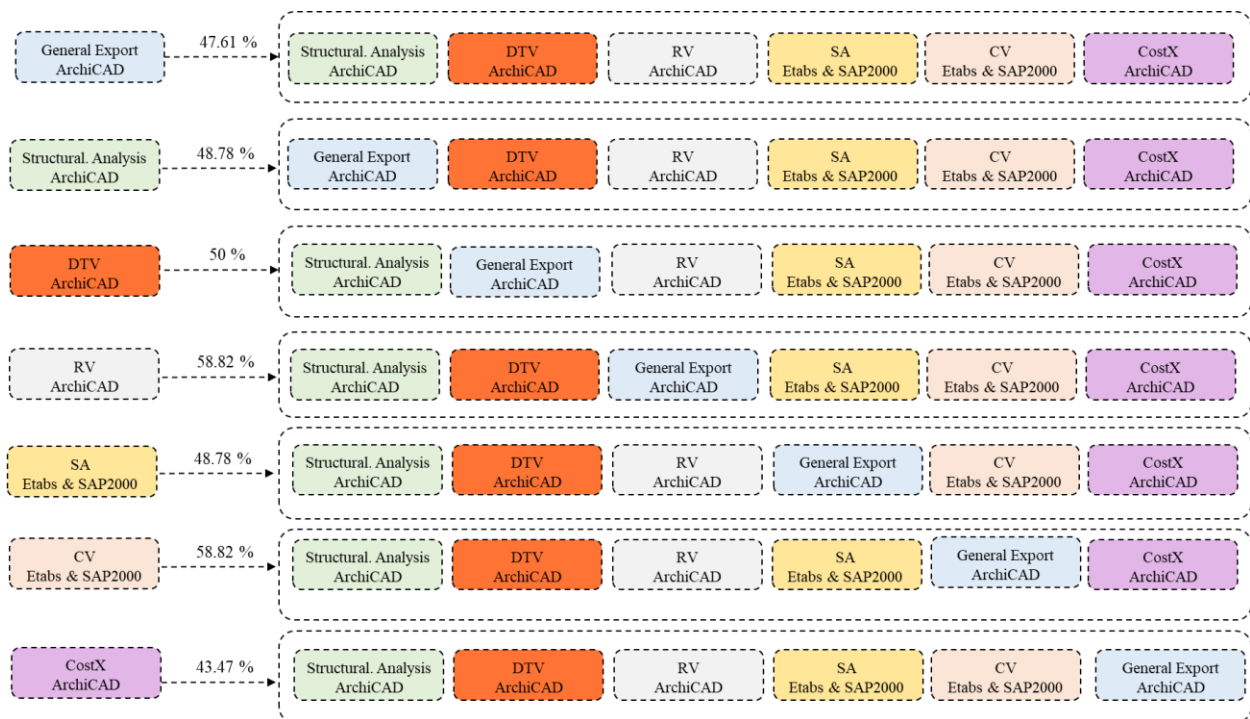 General Export
ArchiCAD
47.61 %
Structural. Analysis
ArchiCAD
DTV
ArchiCAD
RV
ArchiCAD
SA
Etabs & SAP2000
CV
Etabs & SAP2000
CostX
ArchiCAD
Structural. Analysis
ArchiCAD
48.78 %
General Export
ArchiCAD
DTV
ArchiCAD
RV
ArchiCAD
SA
Etabs & SAP2000
CV
Etabs & SAP2000
CostX
ArchiCAD
DTV
ArchiCAD
50 %
Structural. Analysis
ArchiCAD
General Export
ArchiCAD
RV
ArchiCAD
SA
Etabs & SAP2000
CV
Etabs & SAP2000
CostX
ArchiCAD
RV
ArchiCAD
58.82 %
Structural. Analysis
ArchiCAD
DTV
ArchiCAD
General Export
ArchiCAD
SA
Etabs & SAP2000
CV
Etabs & SAP2000
CostX
ArchiCAD
SA
Etabs & SAP2000
48.78 %
Structural. Analysis
ArchiCAD
DTV
ArchiCAD
RV
ArchiCAD
General Export
ArchiCAD
CV
Etabs & SAP2000
CostX
ArchiCAD
CV
Etabs & SAP2000
58.82 %
Structural. Analysis
ArchiCAD
DTV
ArchiCAD
RV
ArchiCAD
SA
Etabs & SAP2000
General Export
ArchiCAD
CostX
ArchiCAD
CostX
ArchiCAD
43.47 %
Structural. Analysis
ArchiCAD
DTV
ArchiCAD
RV
ArchiCAD
SA
Etabs & SAP2000
CV
Etabs & SAP2000
General Export
ArchiCAD